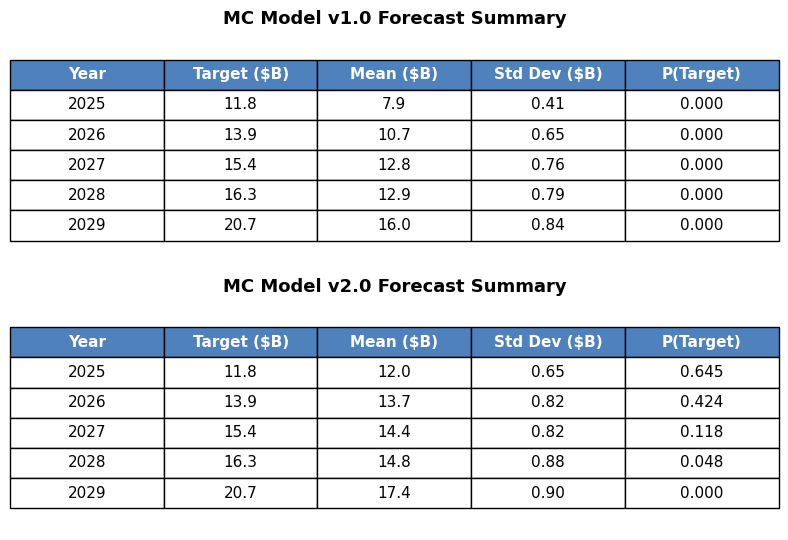 MC Model v1.0 Forecast Summary
Year Target ($B) Mean ($B) Std Dev ($B) P(Target)
2025 11.8 7.9 0.41 0.000
2026 13.9 10.7 0.65 0.000
2027 15.4 12.8 0.76 0.000
2028 16.3 12.9 0.79 0.000
2029 20.7 16.0 0.84 0.000
MC Model v2.0 Forecast Summary
Year Target ($B) Mean ($B) Std Dev ($B) P(Target)
2025 11.8 12.0 0.65 0.645
2026 13.9 13.7 0.82 0.424
2027 15.4 14.4 0.82 0.118
2028 16.3 14.8 0.88 0.048
2029 20.7 17.4 0.90 0.000